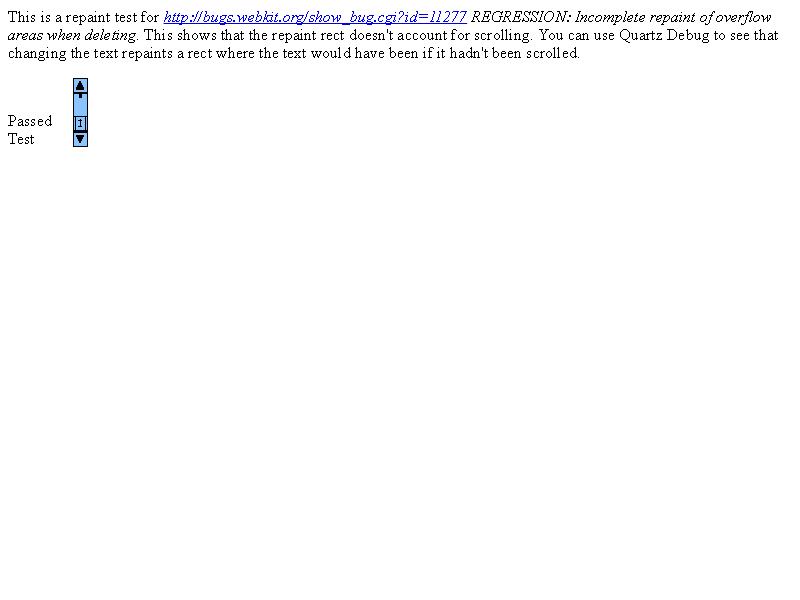 This is a repaint test for http://bugs.webkit.org/show_bug.cgi?id=11277 REGRESSION: Incomplete repaint of overflow
areas when deleting. This shows that the repaint rect doesn't account for scrolling. You can use Quartz Debug to see that
changing the text repaints a rect where the text would have been if it hadn't been scrolled.
Passed
Test